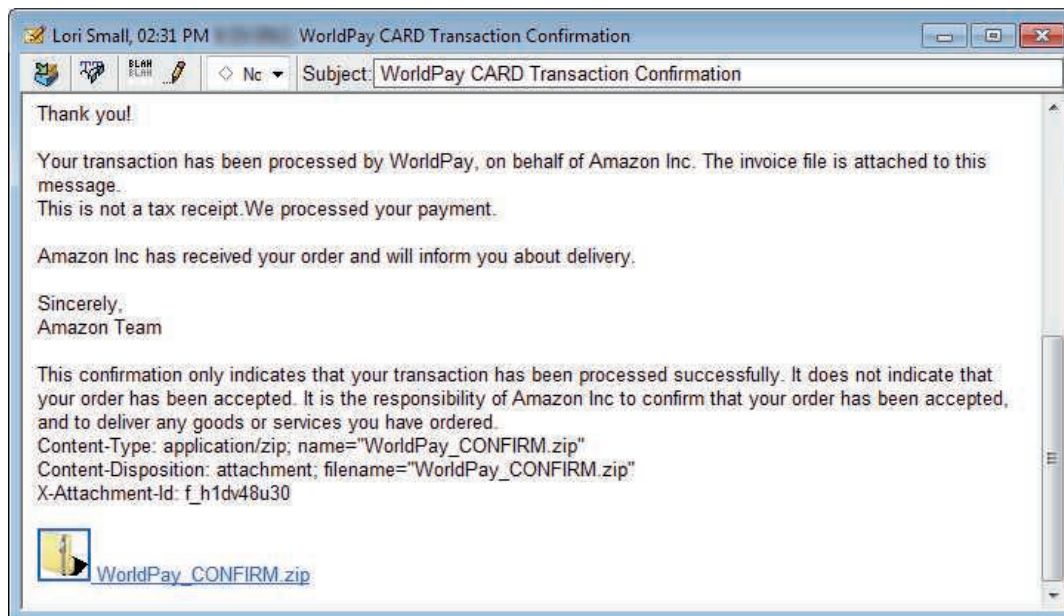 Lori Small, 02:31 PM WorldPay CARD Transaction Confirmation
BLAH
BLAH
Nc Subject: WorldPay CARD Transaction Confirmation
Thank you!
Your transaction has been processed by WorldPay, on behalf of Amazon Inc. The invoice file is attached to this
message.
This is not a tax receipt.We processed your payment.
Amazon Inc has received your order and will inform you about delivery.
Sincerely,
Amazon Team
This confirmation only indicates that your transaction has been processed successfully. It does not indicate that
your order has been accepted. It is the responsibility of Amazon Inc to confirm that your order has been accepted,
and to deliver any goods or services you have ordered.
Content-Type: application/zip; name="WorldPay_CONFIRM.zip"
Content-Disposition: attachment; filename="WorldPay_CONFIRM.zip"
X-Attachment-Id: f_h1dv48u30
WorldPay_CONFIRM.zip